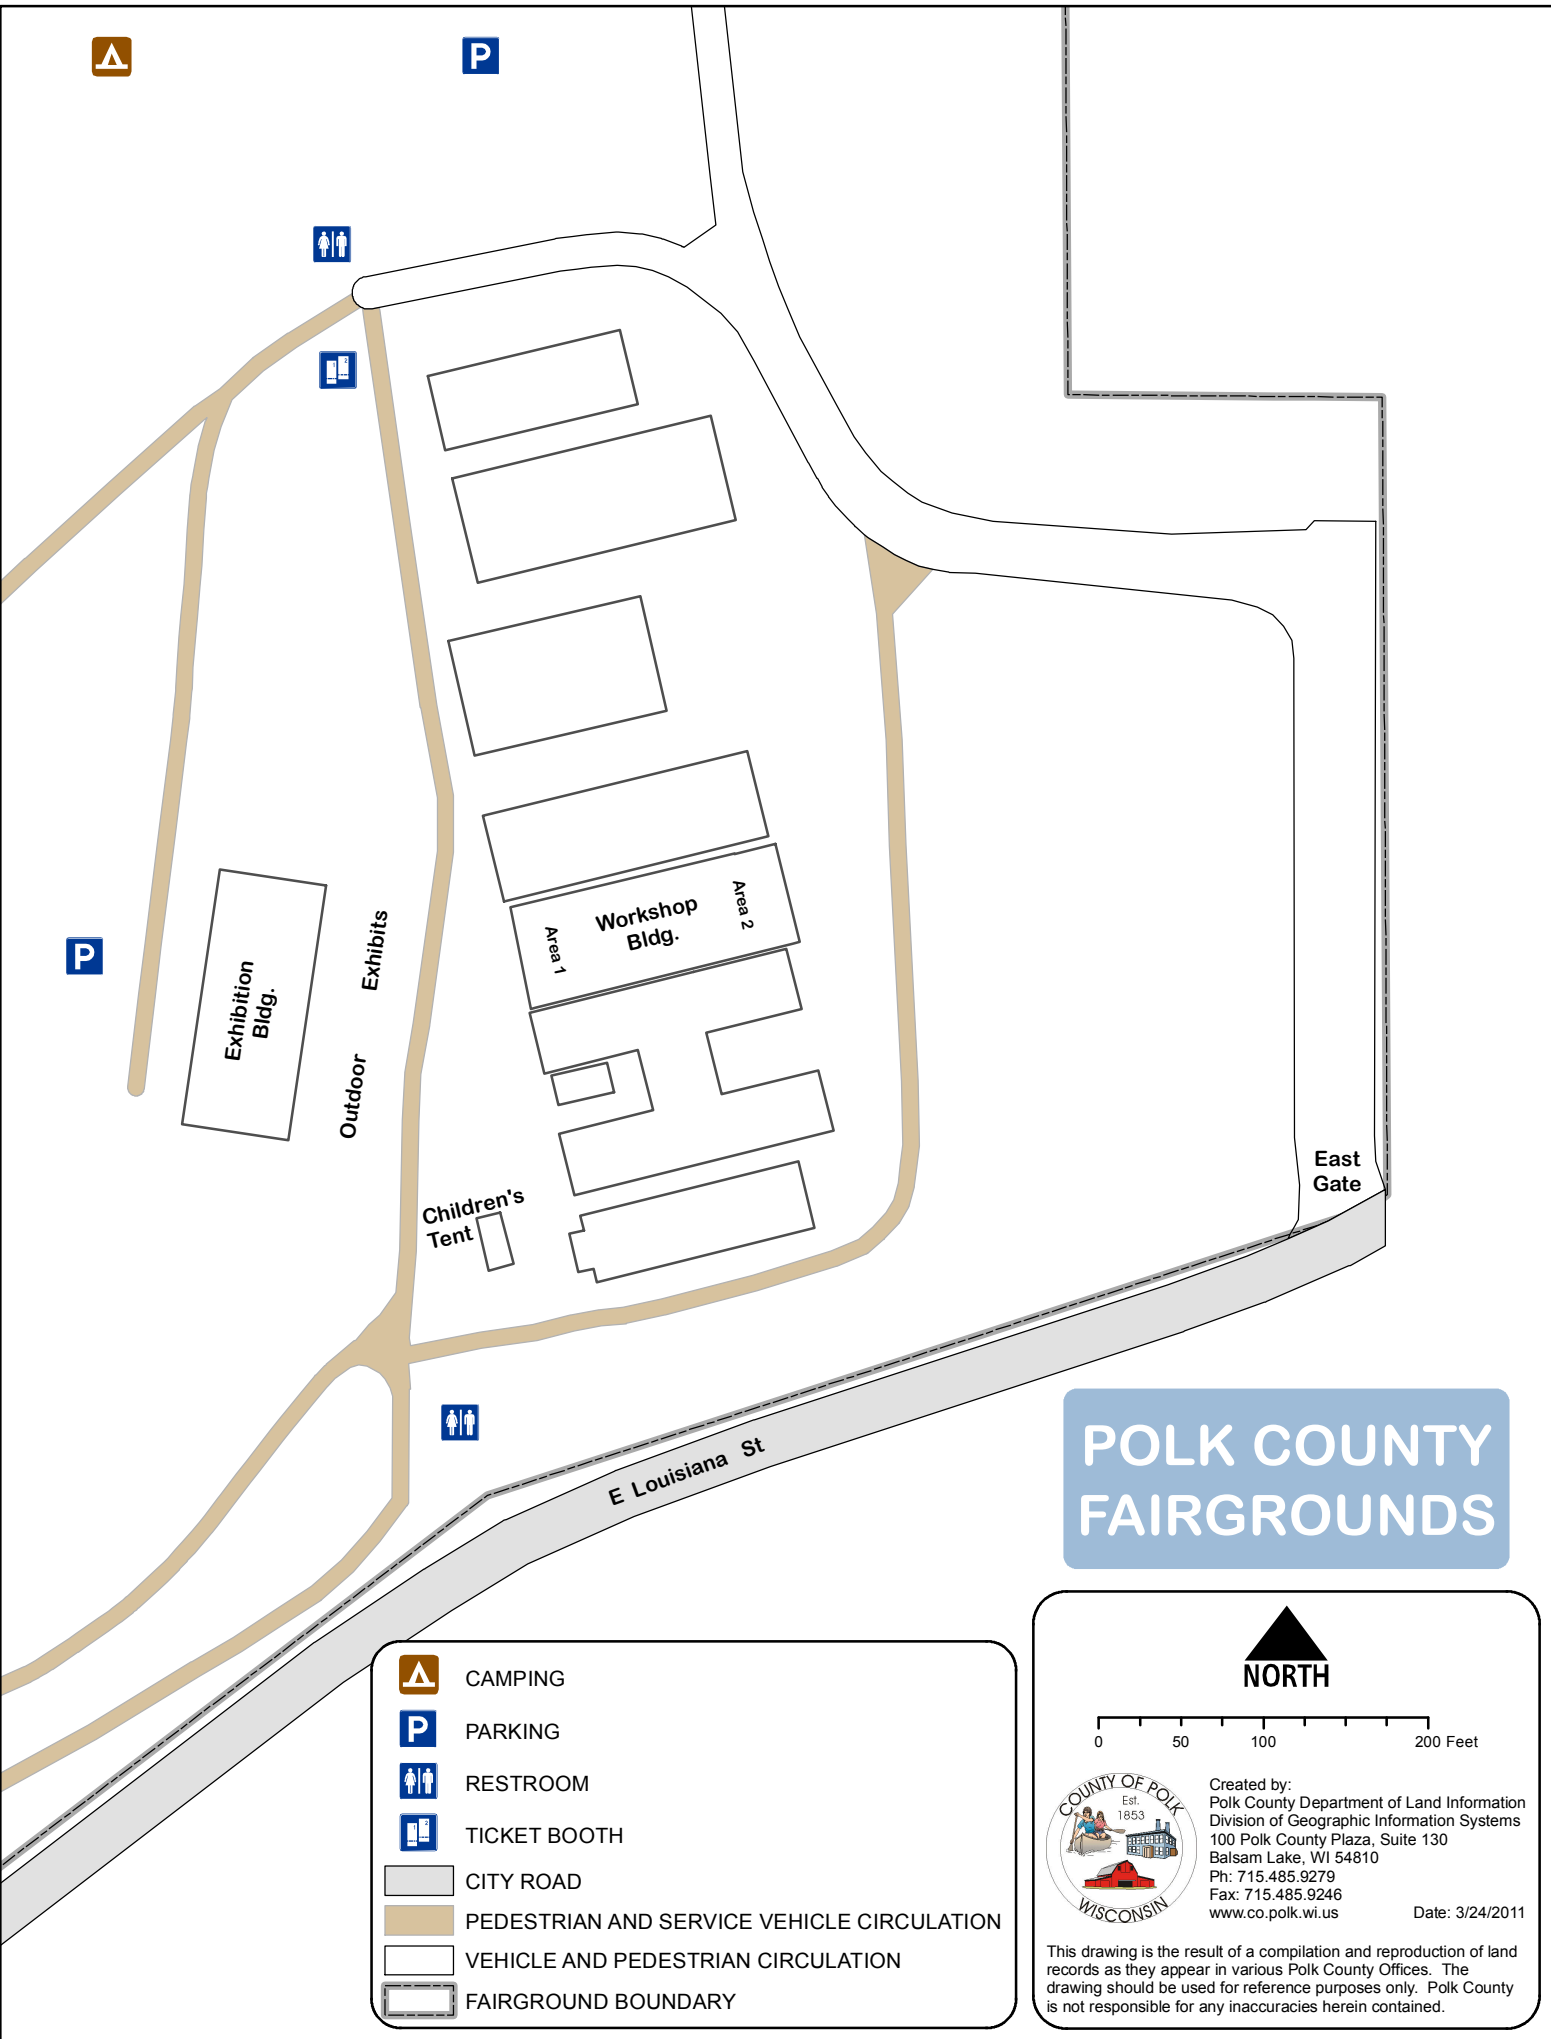 P
P
Workshop
Bldg.
Area 1
Area 2
Exhibition
Bldg.
Outdoor Exhibits
Children's
Tent
East
Gate
E Louisiana St
POLK COUNTY
FAIRGROUNDS
CAMPING
P PARKING
RESTROOM
TICKET BOOTH
CITY ROAD
PEDESTRIAN AND SERVICE VEHICLE CIRCULATION
VEHICLE AND PEDESTRIAN CIRCULATION
FAIRGROUND BOUNDARY
NORTH
0 50 100 200 Feet
COUNTY OF POLK
Est.
1853
WISCONSIN
Created by:
Polk County Department of Land Information
Division of Geographic Information Systems
100 Polk County Plaza, Suite 130
Balsam Lake, WI 54810
Ph: 715.485.9279
Fax: 715.485.9246
www.co.polk.wi.us Date: 3/24/2011
This drawing is the result of a compilation and reproduction of land
records as they appear in various Polk County Offices. The
drawing should be used for reference purposes only. Polk County
is not responsible for any inaccuracies herein contained.